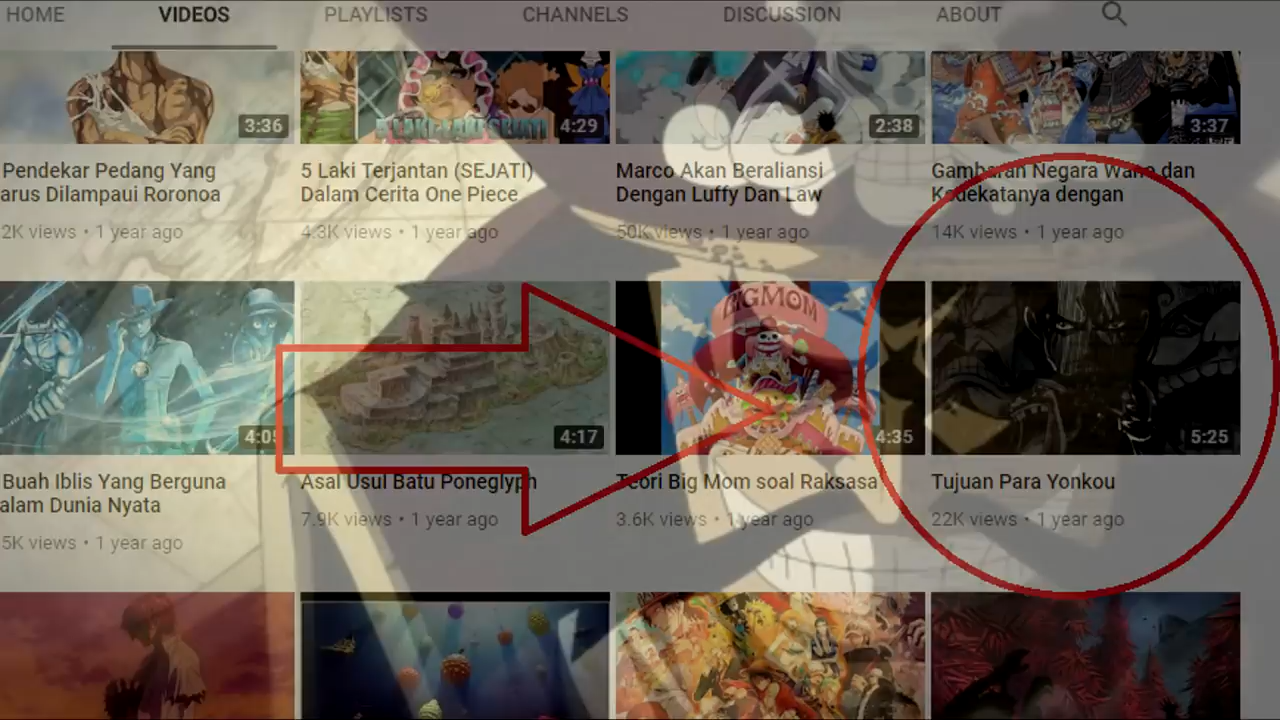 HOME VIDEOS PLAYLISTS CHANNELS DISCUSSION ABOUT
3:36 4:29 2:38 3:37
Pendekar Pedang Yang
arus Dilampaui Roronoa
2K views • 1 year ago
5 Laki Terjantan (SEJATI)
Dalam Cerita One Piece
4.3K views • 1 year ago
Marco Akan Beraliansi
Dengan Luffy Dan Law
50K views • 1 year ago
Gambaran Negara Wano dan
Kedekatanya dengan
14K views • 1 year ago
BIGMOM
4:05 4:17 4:35 5:25
Buah Iblis Yang Berguna
alam Dunia Nyata
5K views • 1 year ago
Asal Usul Batu Poneglyph
7.9K views • 1 year ago
Teori Big Mom soal Raksasa
3.6K views • 1 year ago
Tujuan Para Yonkou
22K views • 1 year ago